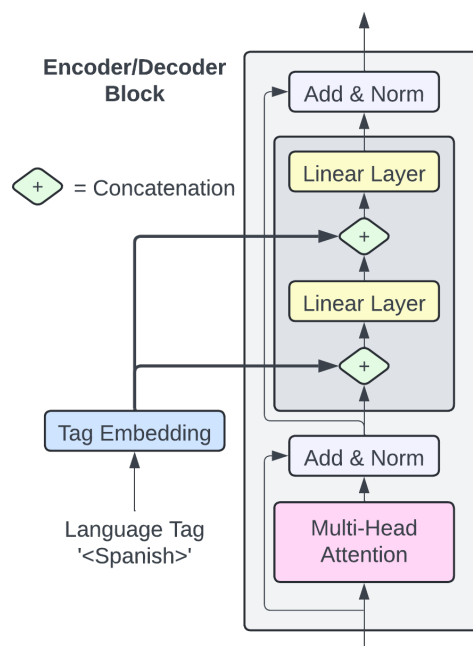 Encoder/Decoder
Block
Add & Norm
Linear Layer
+ = Concatenation
+
Linear Layer
+
Tag Embedding
Add & Norm
Language Tag
'<Spanish>'
Multi-Head
Attention